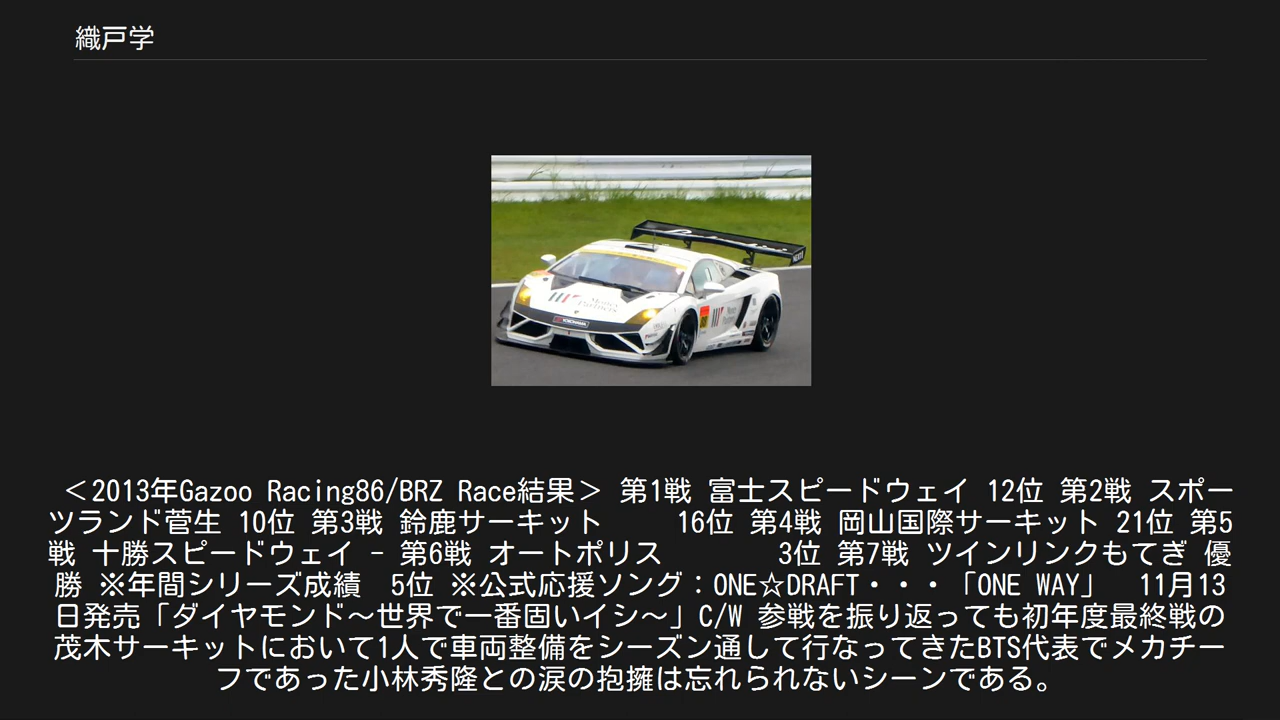 織戸学
Money
Partners
YOKOHAMA
88
＜2013年Gazoo Racing86/BRZ Race結果＞ 第1戦 富士スピードウェイ 12位 第2戦 スポー
ツランド菅生 10位 第3戦 鈴鹿サーキット　　 16位 第4戦 岡山国際サーキット 21位 第5
戦 十勝スピードウェイ － 第6戦 オートポリス　　　　3位 第7戦 ツインリンクもてぎ 優
勝 ※年間シリーズ成績　5位 ※公式応援ソング：ONE☆DRAFT・・・「ONE WAY」　 11月13
日発売「ダイヤモンド〜世界で一番固いイシ〜」C/W 参戦を振り返っても初年度最終戦の
茂木サーキットにおいて1人で車両整備をシーズン通して行なってきたBTS代表でメカチー
フであった小林秀隆との涙の抱擁は忘れられないシーンである。